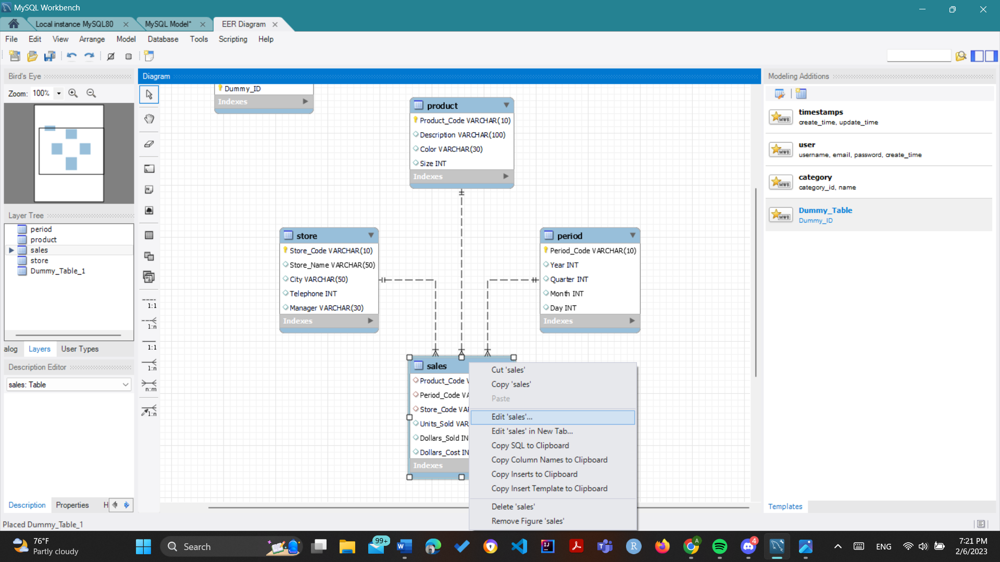 MySQL Workbench
Local instance MySQL80
MySQL Model*
EER Diagram
File Edit View Arrange Model Database Tools Scripting Help
Bird's Eye
Zoom: 100%
Layer Tree
period
product
sales
store
Dummy_Table_1
alog Layers User Types
Description Editor
sales: Table
Description Properties H
Placed Dummy_Table_1
Diagram
1:1
1:n
1:1
1:n
n:m
1:n
Dummy_ID
Indexes
product
Product_Code VARCHAR(10)
Description VARCHAR(100)
Color VARCHAR(30)
Size INT
Indexes
store
Store_Code VARCHAR(10)
Store_Name VARCHAR(50)
City VARCHAR(50)
Telephone INT
Manager VARCHAR(30)
Indexes
period
Period_Code VARCHAR(10)
Year INT
Quarter INT
Month INT
Day INT
Indexes
sales
Product_Code V
Period_Code VA
Store_Code VAI
Units_Sold VAR
Dollars_Sold IN
Dollars_Cost IN
Indexes
Cut 'sales'
Copy 'sales'
Paste
Edit 'sales'...
Edit 'sales' in New Tab...
Copy SQL to Clipboard
Copy Column Names to Clipboard
Copy Inserts to Clipboard
Copy Insert Template to Clipboard
Delete 'sales'
Remove Figure 'sales'
Modeling Additions
MWB
timestamps
create_time, update_time
MWB
user
username, email, password, create_time
MWB
category
category_id, name
MWB
Dummy_Table
Dummy_ID
Templates
76°F
Partly cloudy
Search
99+
4
ENG
7:21 PM
2/6/2023